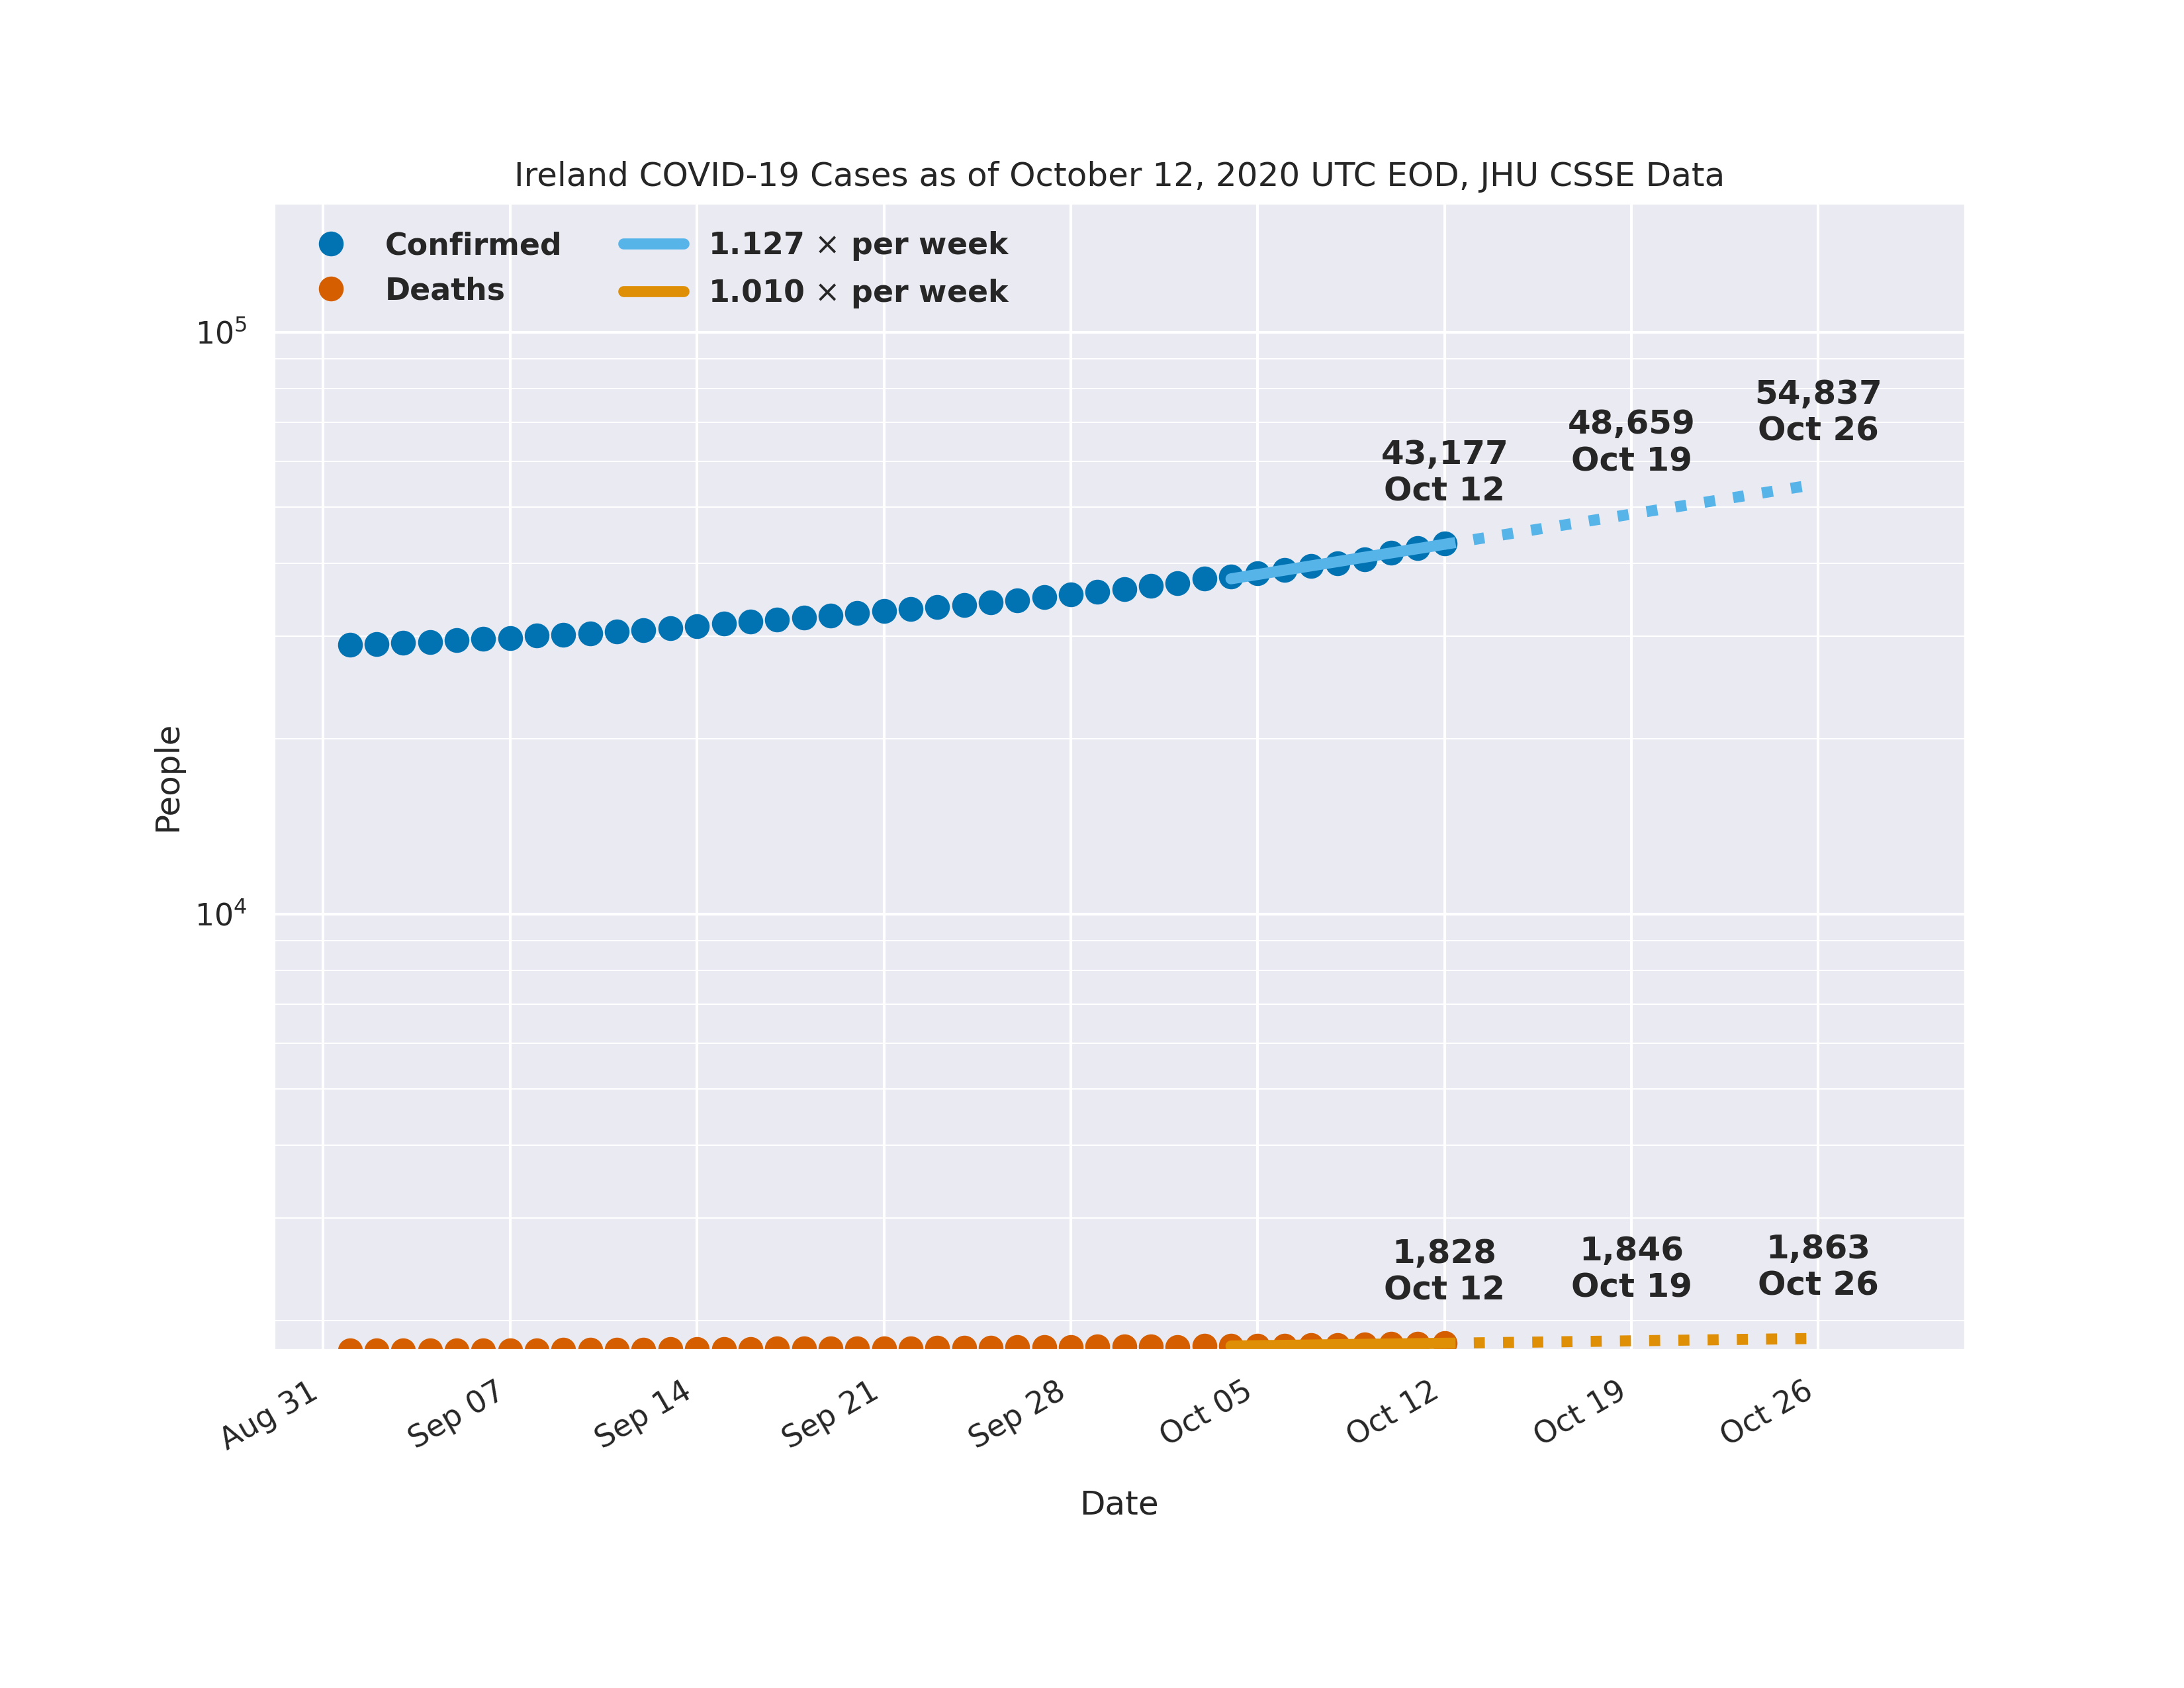 Ireland COVID-19 Cases as of October 12, 2020 UTC EOD, JHU CSSE Data
Confirmed
Deaths
1.127 × per week
1.010 × per week
10⁵
10⁴
People
43,177
Oct 12
48,659
Oct 19
54,837
Oct 26
1,828
Oct 12
1,846
Oct 19
1,863
Oct 26
Aug 31
Sep 07
Sep 14
Sep 21
Sep 28
Oct 05
Oct 12
Oct 19
Oct 26
Date